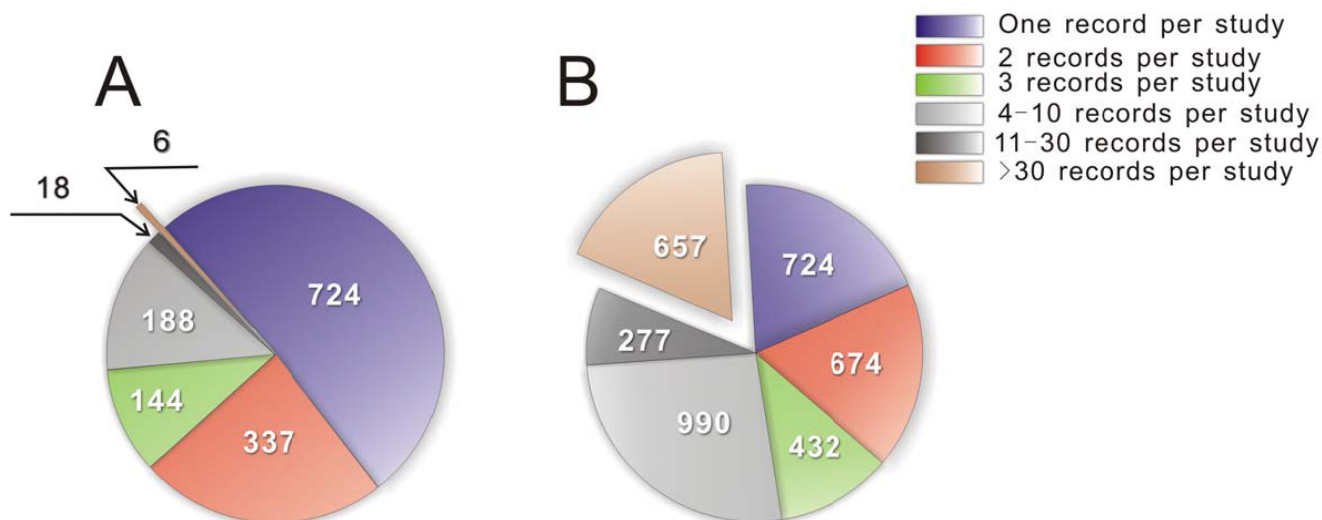 A
B
One record per study
2 records per study
3 records per study
4–10 records per study
11–30 records per study
>30 records per study
6
18
724
188
144
337
657
724
277
674
990
432